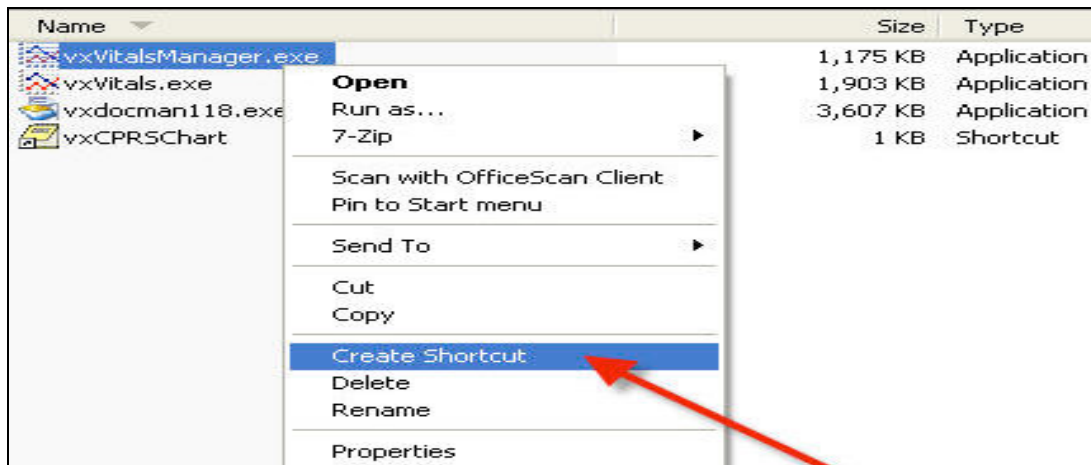 Name Size Type
vxVitalsManager.exe 1,175 KB Application
vxVitals.exe 1,903 KB Application
vxdocman118.exe 3,607 KB Application
vxCPRSChart 1 KB Shortcut
Open
Run as...
7-Zip
Scan with OfficeScan Client
Pin to Start menu
Send To
Cut
Copy
Create Shortcut
Delete
Rename
Properties